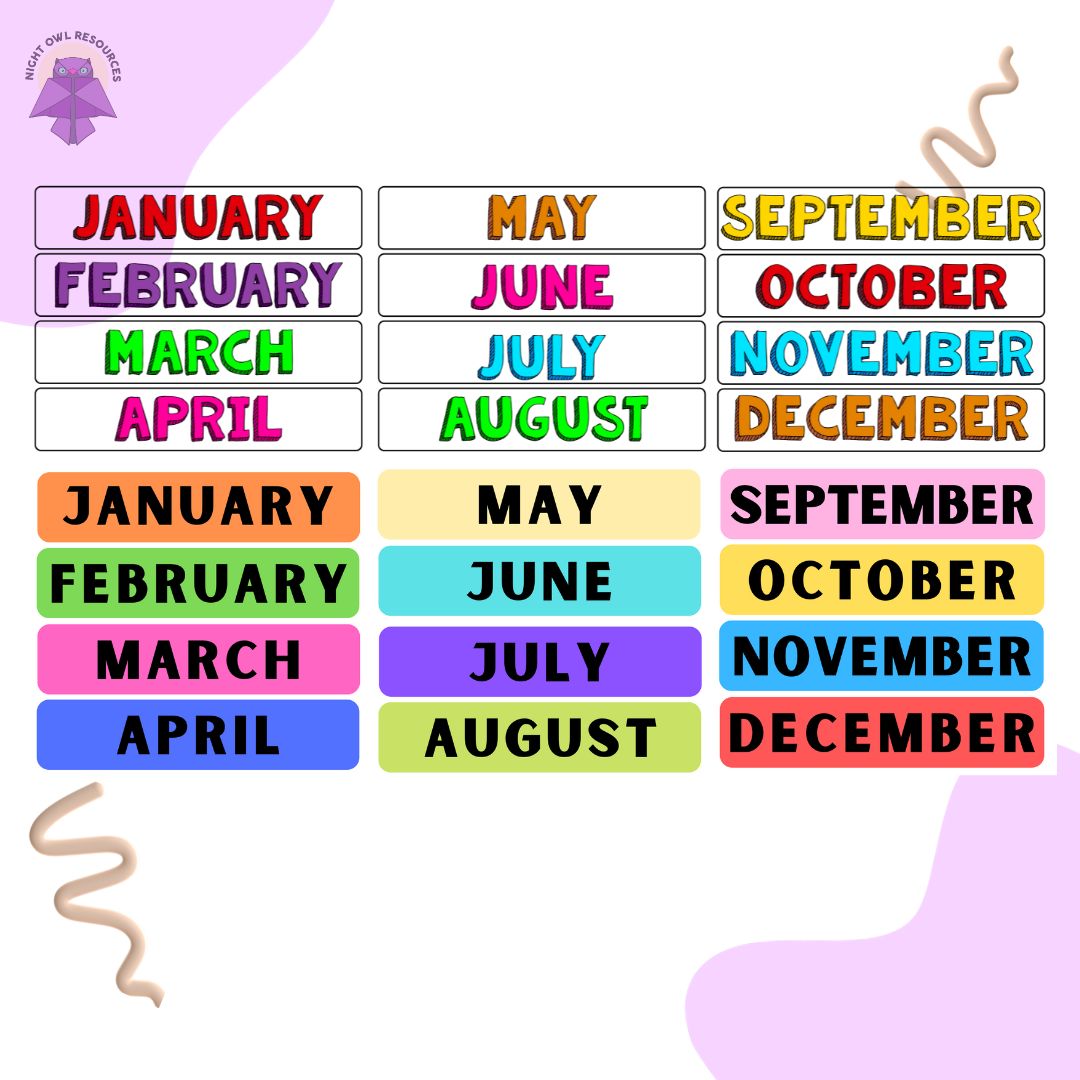 NIGHT OWL RESOURCES
JANUARY
FEBRUARY
MARCH
APRIL
MAY
JUNE
JULY
AUGUST
SEPTEMBER
OCTOBER
NOVEMBER
DECEMBER
JANUARY
FEBRUARY
MARCH
APRIL
MAY
JUNE
JULY
AUGUST
SEPTEMBER
OCTOBER
NOVEMBER
DECEMBER